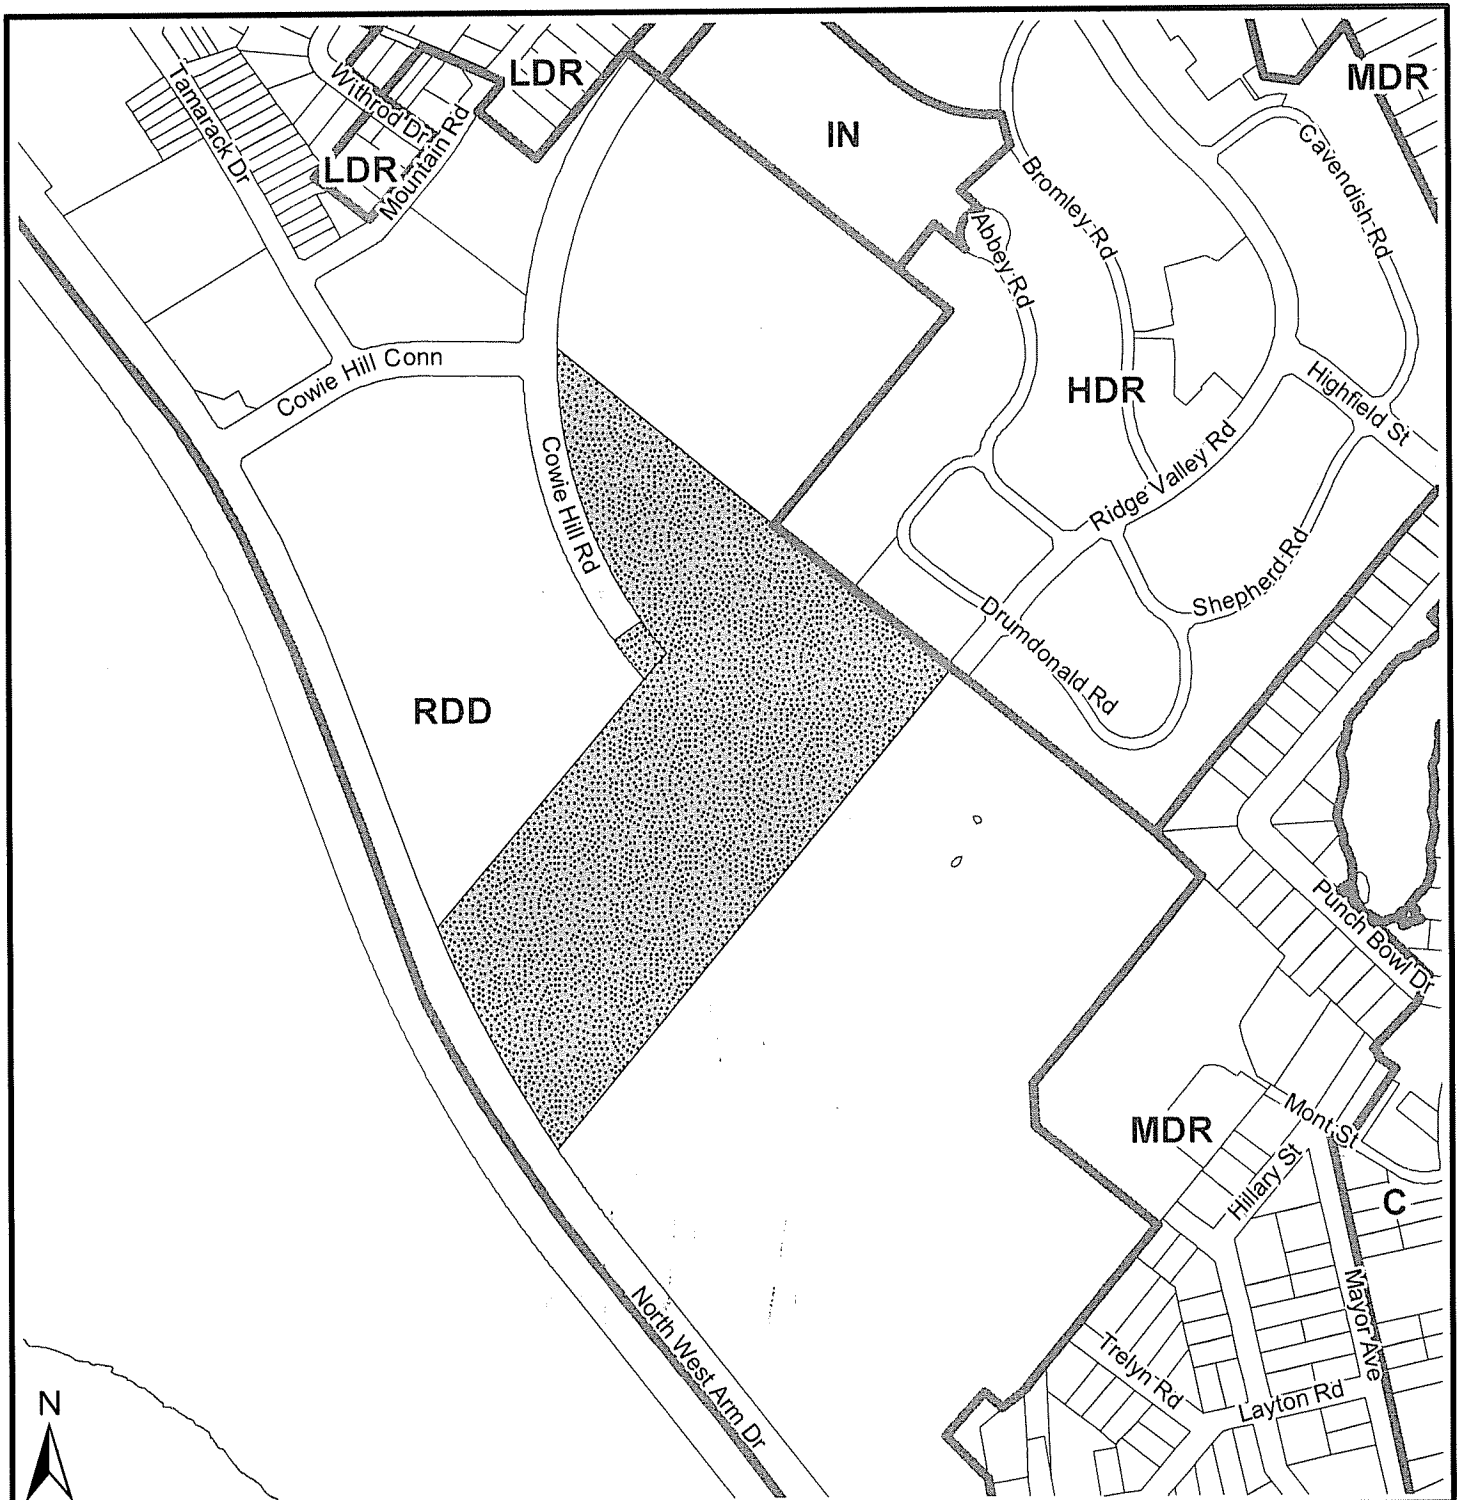 LDR
MDR
Tamarack Dr
Withrod Dr
Mountain Rd
LDR
IN
Cavendish Rd
Bromley Rd
Abbey Rd
Cowie Hill Conn
HDR
Highfield St
Cowie Hill Rd
Ridge Valley Rd
Shepherd Rd
Drumdonald Rd
RDD
Punch Bowl Dr
MDR
Mont St
Hillary St
C
North West Arm Dr
Mayor Ave
Trelyn Rd
Layton Rd
N